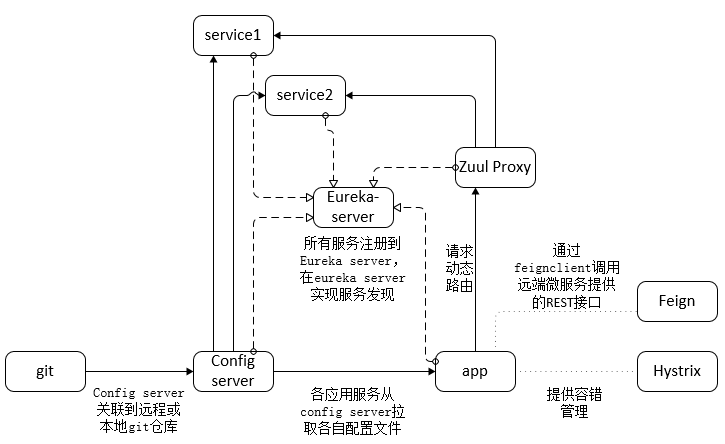 service1
service2
Zuul Proxy
Eureka-
server
所有服务注册到
Eureka server,
在eureka server
实现服务发现
请求
动态
路由
通过
feignclient调用
远端微服务提供
的REST接口
Feign
git
Config
server
app
Hystrix
Config server
关联到远程或
本地git仓库
各应用服务从
config server拉
取各自配置文件
提供容错
管理